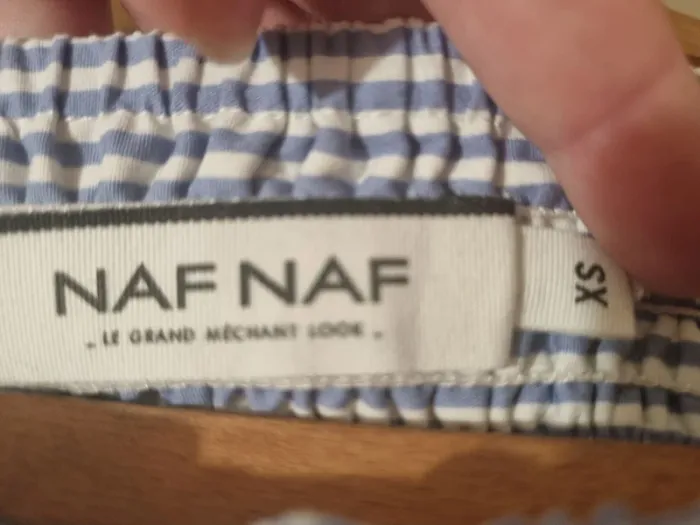 NAF NAF
- LE GRAND MÉCHANT LOOK -
XS